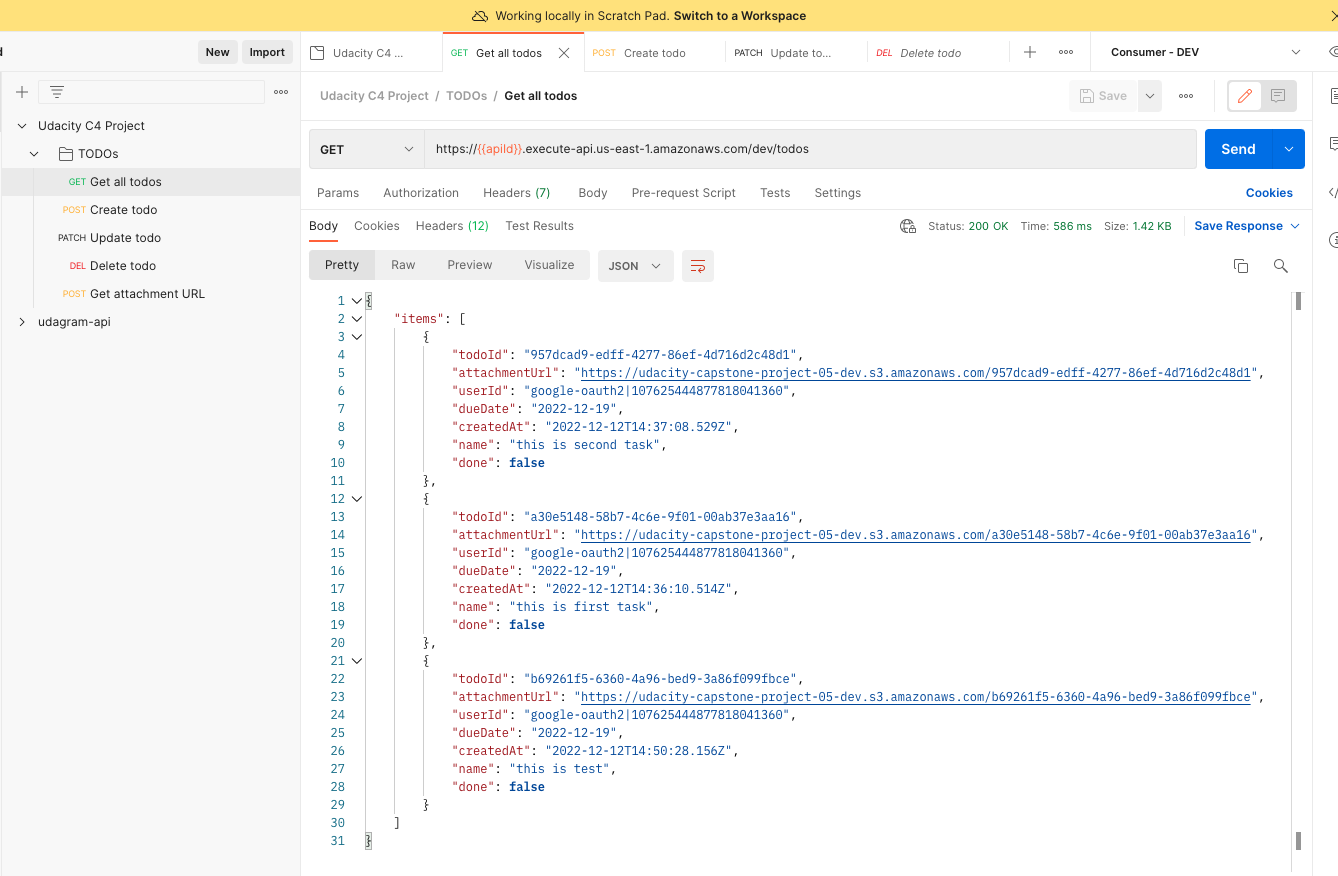 Working locally in Scratch Pad. Switch to a Workspace
New Import
Udacity C4 ...
GET Get all todos
POST Create todo
PATCH Update to...
DEL Delete todo
Consumer - DEV
Udacity C4 Project
TODOs
GET Get all todos
POST Create todo
PATCH Update todo
DEL Delete todo
POST Get attachment URL
udagram-api
Udacity C4 Project / TODOs / Get all todos
Save
GET https://{{apiId}}.execute-api.us-east-1.amazonaws.com/dev/todos
Send
Params Authorization Headers (7) Body Pre-request Script Tests Settings Cookies
Body Cookies Headers (12) Test Results Status: 200 OK Time: 586 ms Size: 1.42 KB Save Response
Pretty Raw Preview Visualize JSON
1 {
2 "items": [
3 {
4 "todoId": "957dcad9-edff-4277-86ef-4d716d2c48d1",
5 "attachmentUrl": "https://udacity-capstone-project-05-dev.s3.amazonaws.com/957dcad9-edff-4277-86ef-4d716d2c48d1",
6 "userId": "google-oauth2|107625444877818041360",
7 "dueDate": "2022-12-19",
8 "createdAt": "2022-12-12T14:37:08.529Z",
9 "name": "this is second task",
10 "done": false
11 },
12 {
13 "todoId": "a30e5148-58b7-4c6e-9f01-00ab37e3aa16",
14 "attachmentUrl": "https://udacity-capstone-project-05-dev.s3.amazonaws.com/a30e5148-58b7-4c6e-9f01-00ab37e3aa16",
15 "userId": "google-oauth2|107625444877818041360",
16 "dueDate": "2022-12-19",
17 "createdAt": "2022-12-12T14:36:10.514Z",
18 "name": "this is first task",
19 "done": false
20 },
21 {
22 "todoId": "b69261f5-6360-4a96-bed9-3a86f099fbce",
23 "attachmentUrl": "https://udacity-capstone-project-05-dev.s3.amazonaws.com/b69261f5-6360-4a96-bed9-3a86f099fbce",
24 "userId": "google-oauth2|107625444877818041360",
25 "dueDate": "2022-12-19",
26 "createdAt": "2022-12-12T14:50:28.156Z",
27 "name": "this is test",
28 "done": false
29 }
30 ]
31 }